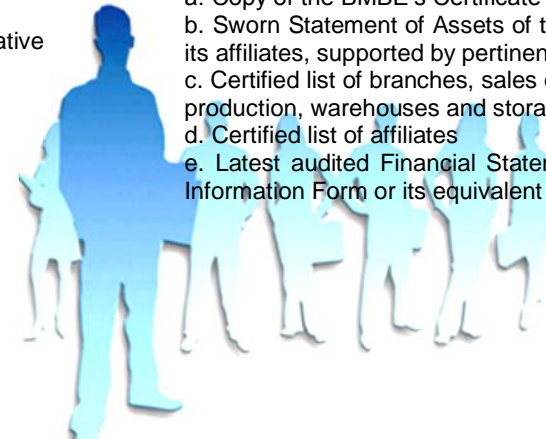 ative
a. Copy of the BMBE's Certificate
b. Sworn Statement of Assets of t
its affiliates, supported by pertinen
c. Certified list of branches, sales
production, warehouses and stora
d. Certified list of affiliates
e. Latest audited Financial Stater
Information Form or its equivalent